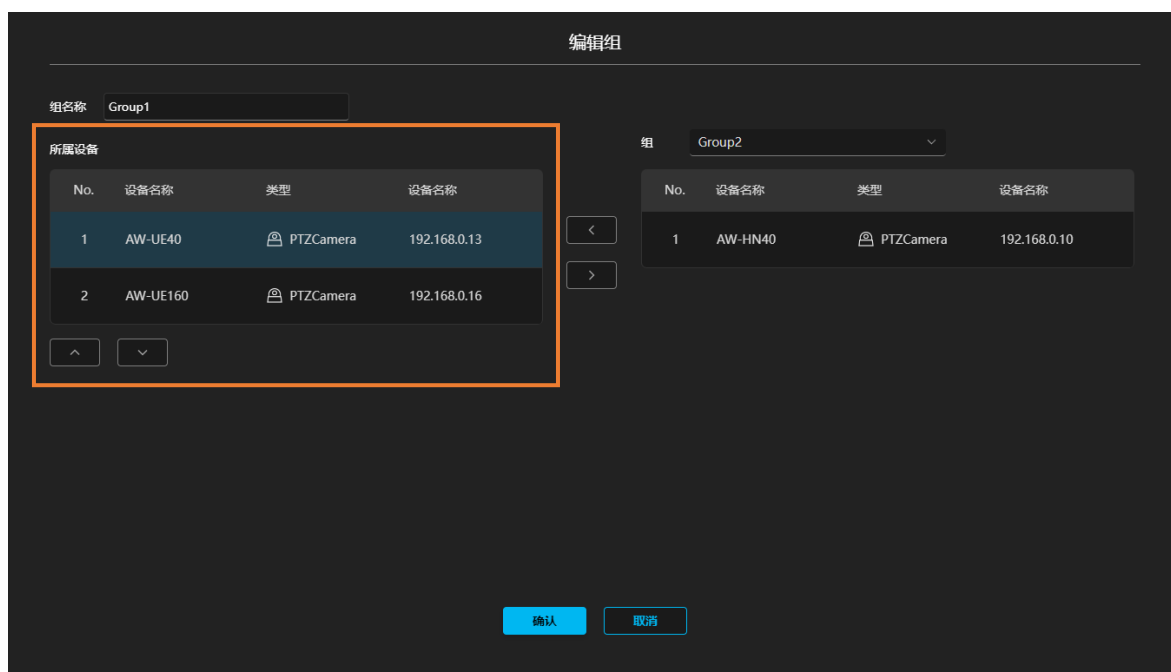 编辑组
组名称 Group1
所属设备
No. 设备名称 类型 设备名称
1 AW-UE40 PTZCamera 192.168.0.13
2 AW-UE160 PTZCamera 192.168.0.16
组 Group2
No. 设备名称 类型 设备名称
1 AW-HN40 PTZCamera 192.168.0.10
确认 取消